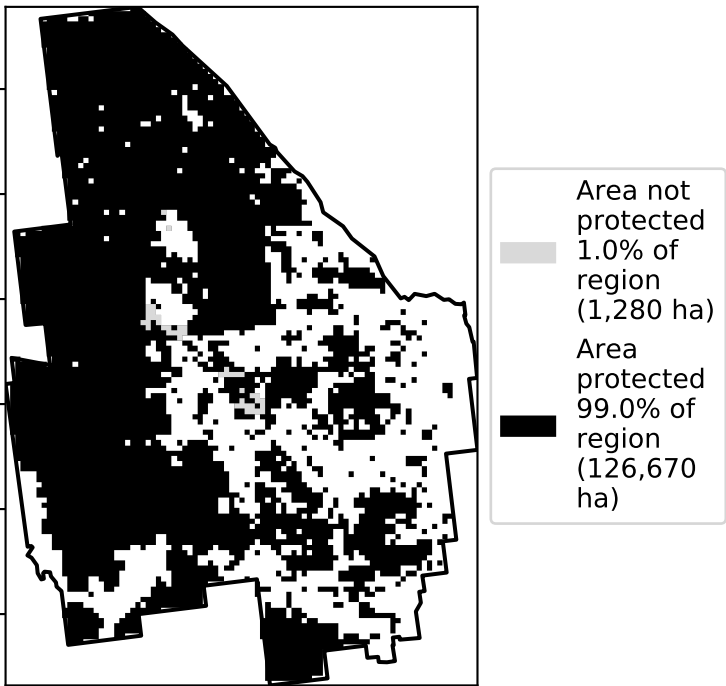 Area not
protected
1.0% of
region
(1,280 ha)
Area
protected
99.0% of
region
(126,670
ha)